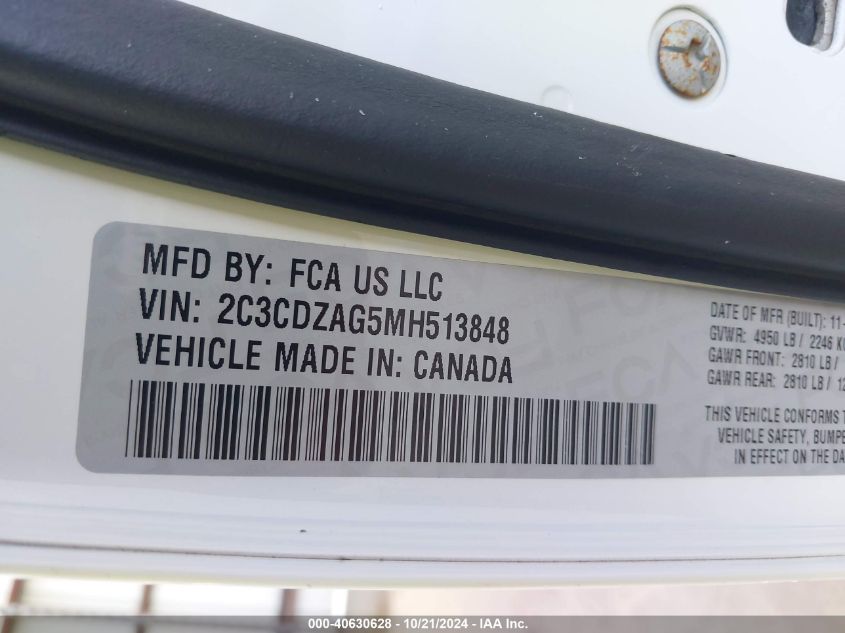 MFD BY: FCA US LLC
VIN: 2C3CDZAG5MH513848
VEHICLE MADE IN: CANADA
DATE OF MFR (BUILT): 11-
GVWR: 4950 LB / 2246 KG
GAWR FRONT: 2810 LB /
GAWR REAR: 2810 LB / 12
THIS VEHICLE CONFORMS T
VEHICLE SAFETY, BUMPE
IN EFFECT ON THE DA
000-40630628 - 10/21/2024 - IAA Inc.